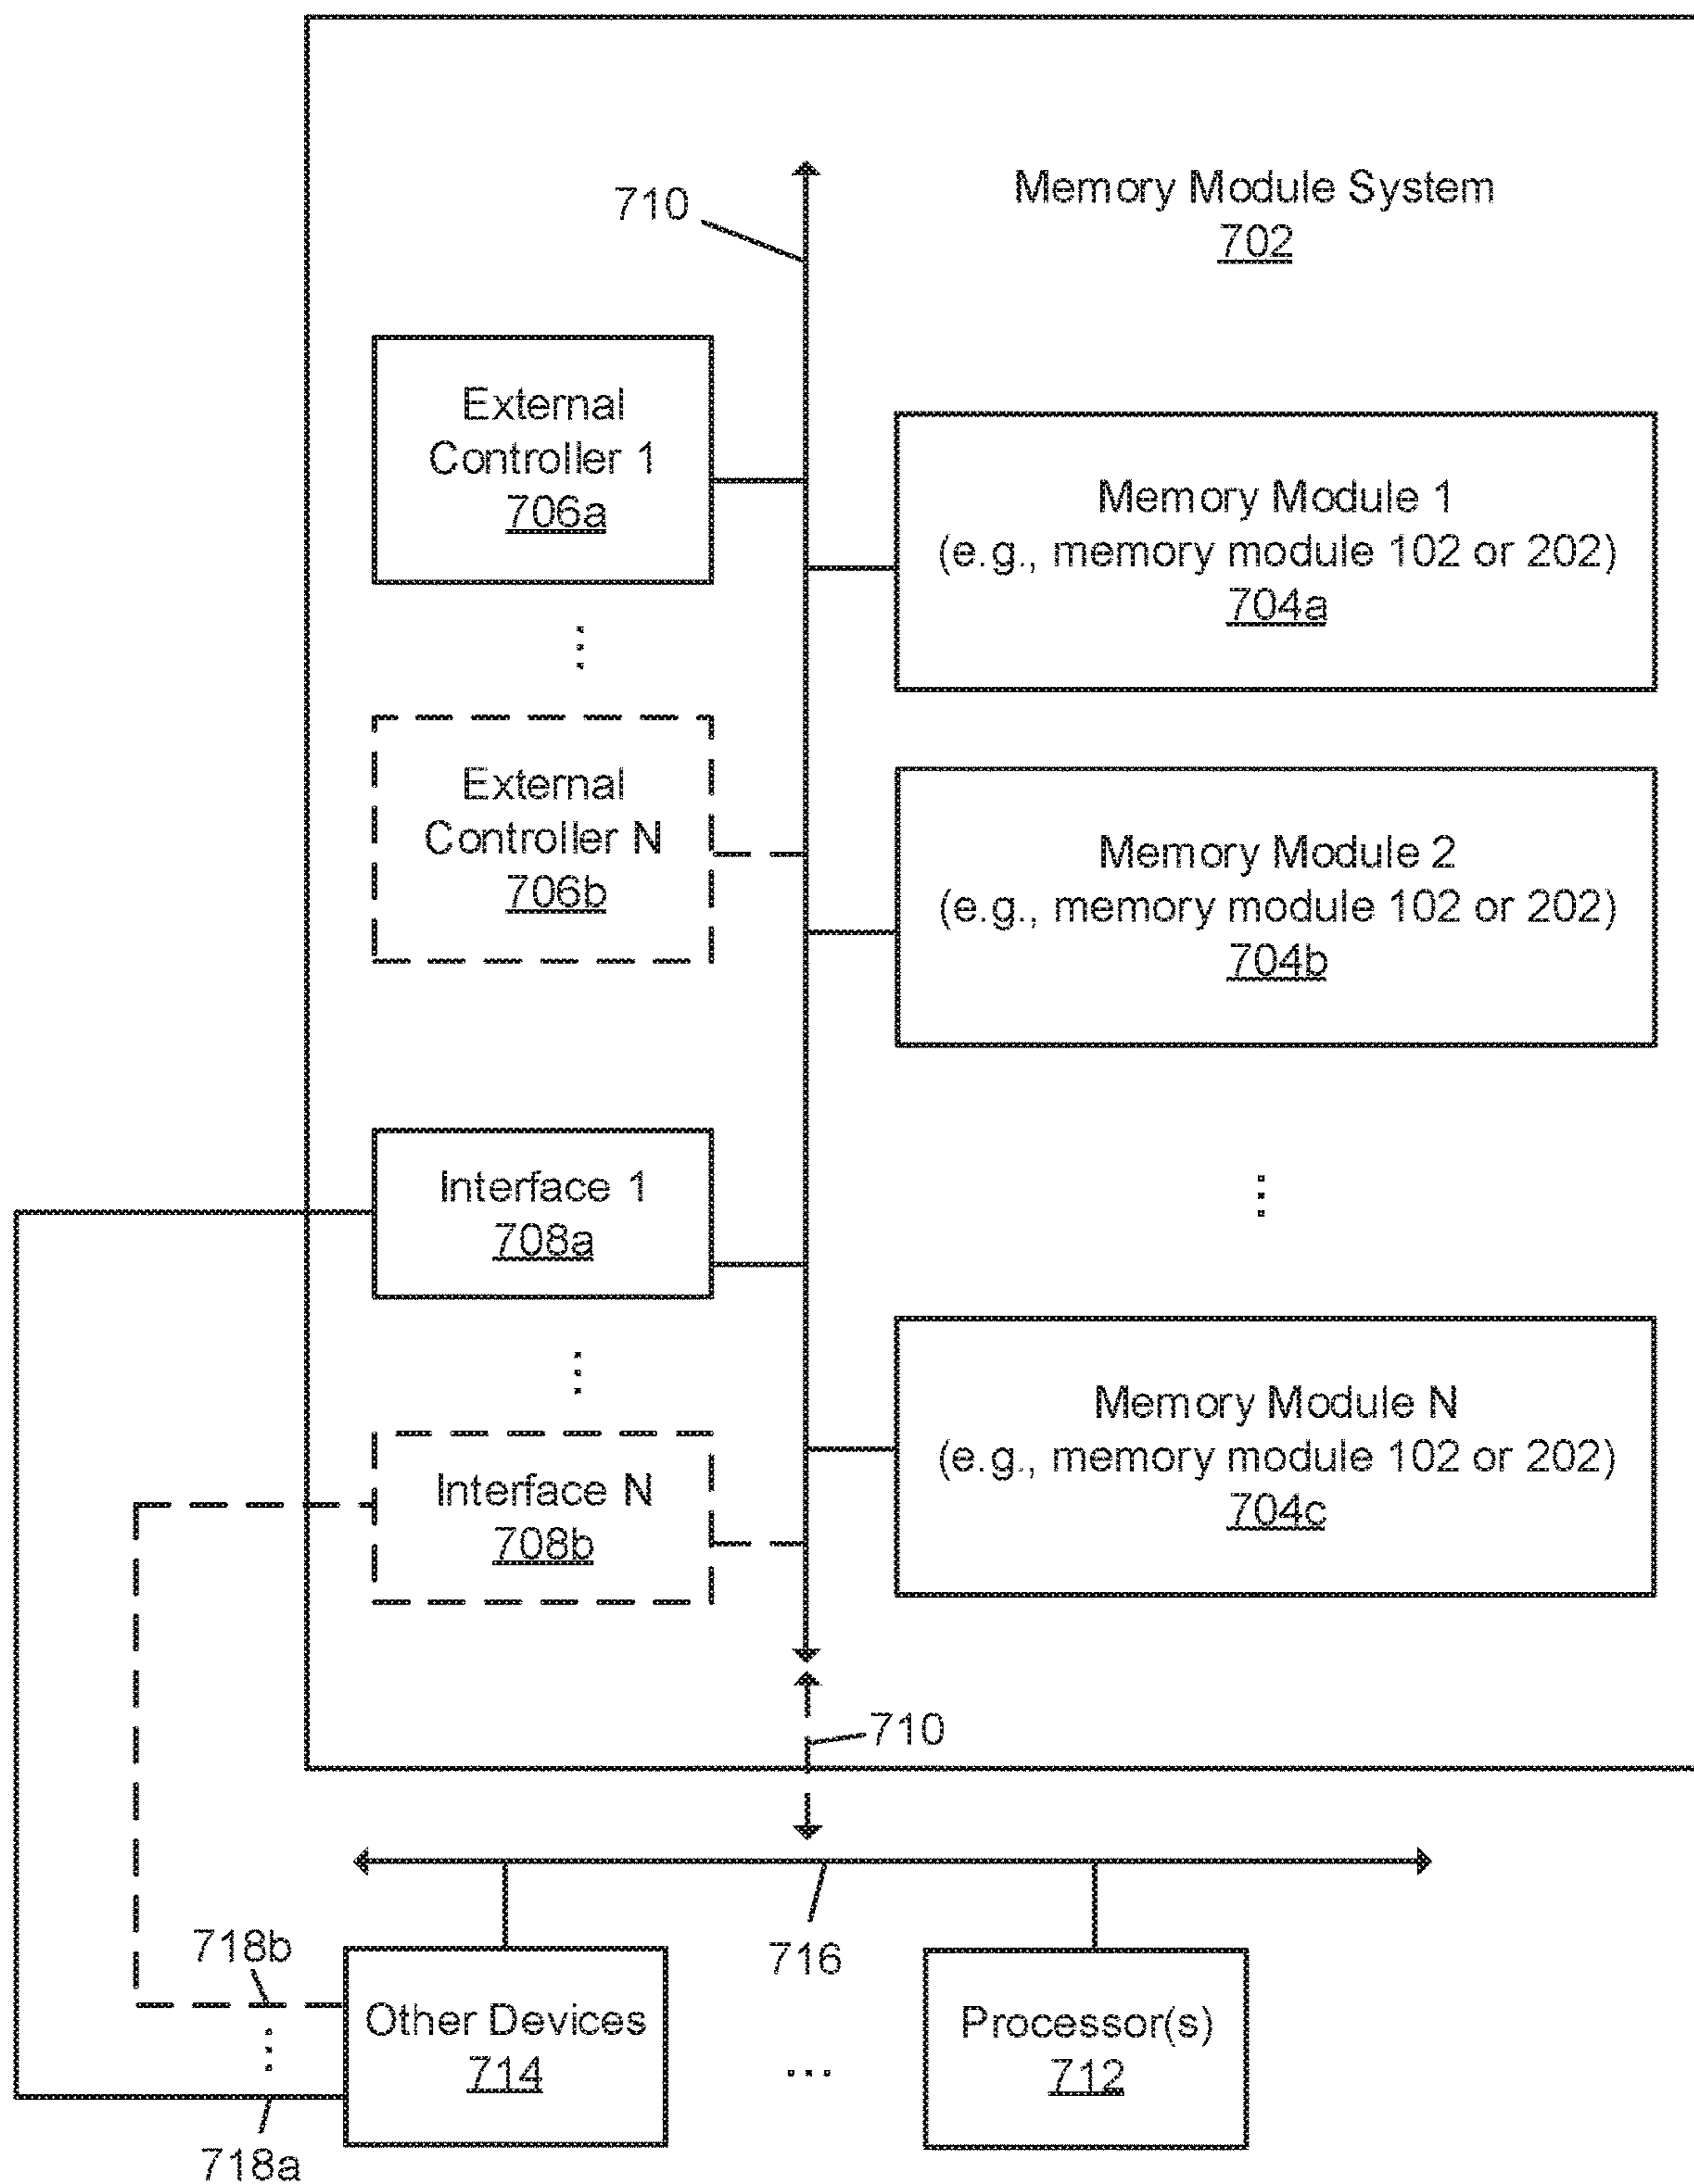 Memory Module System
702
710
External
Controller 1
706a
Memory Module 1
(e.g., memory module 102 or 202)
704a
External
Controller N
706b
Memory Module 2
(e.g., memory module 102 or 202)
704b
Interface 1
708a
Memory Module N
(e.g., memory module 102 or 202)
704c
Interface N
708b
710
718b
716
Other Devices
714
Processor(s)
712
718a